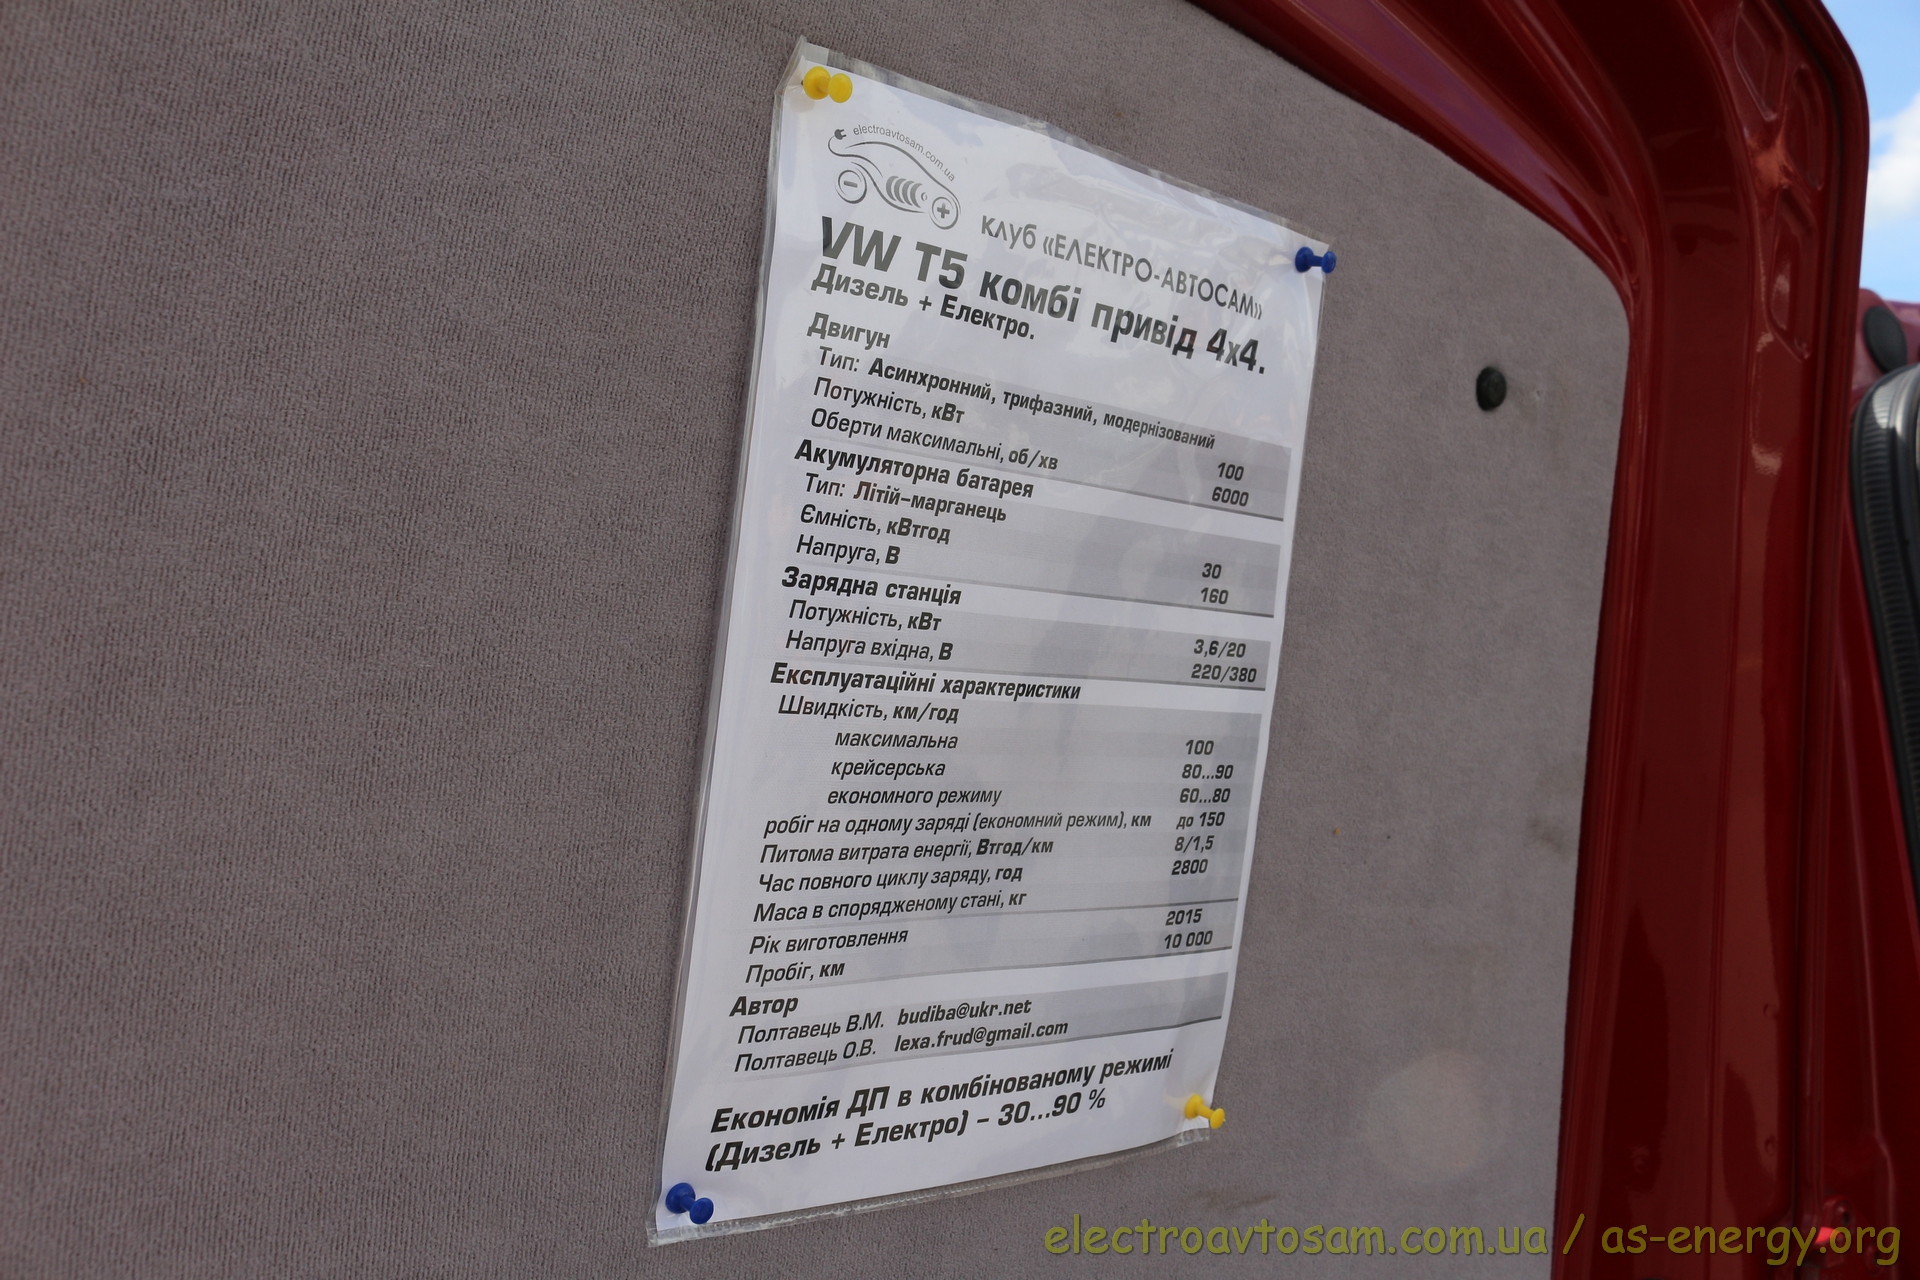 electroavtosam.com.ua
клуб «ЕЛЕКТРО-АВТОСАМ»
VW T5 комбі привід 4x4.
Дизель + Електро.
Двигун
Тип: Асинхронний, трифазний, модернізований
Потужність, кВт 100
Оберти максимальні, об/хв 6000
Акумуляторна батарея
Тип: Літій-марганець
Ємність, кВтгод 30
Напруга, В 160
Зарядна станція
Потужність, кВт 3,6/20
Напруга вхідна, В 220/380
Експлуатаційні характеристики
Швидкість, км/год
максимальна 100
крейсерська 80...90
економного режиму 60...80
робіг на одному заряді (економний режим), км до 150
Питома витрата енергії, Втгод/км 8/1,5
Час повного циклу заряду, год 2800
Маса в спорядженому стані, кг
Рік виготовлення 2015
Пробіг, км 10 000
Автор
Полтавець В.М. budiba@ukr.net
Полтавець О.В. lexa.frud@gmail.com
Економія ДП в комбінованому режимі
(Дизель + Електро) - 30...90 %
electroavtosam.com.ua / as-energy.org